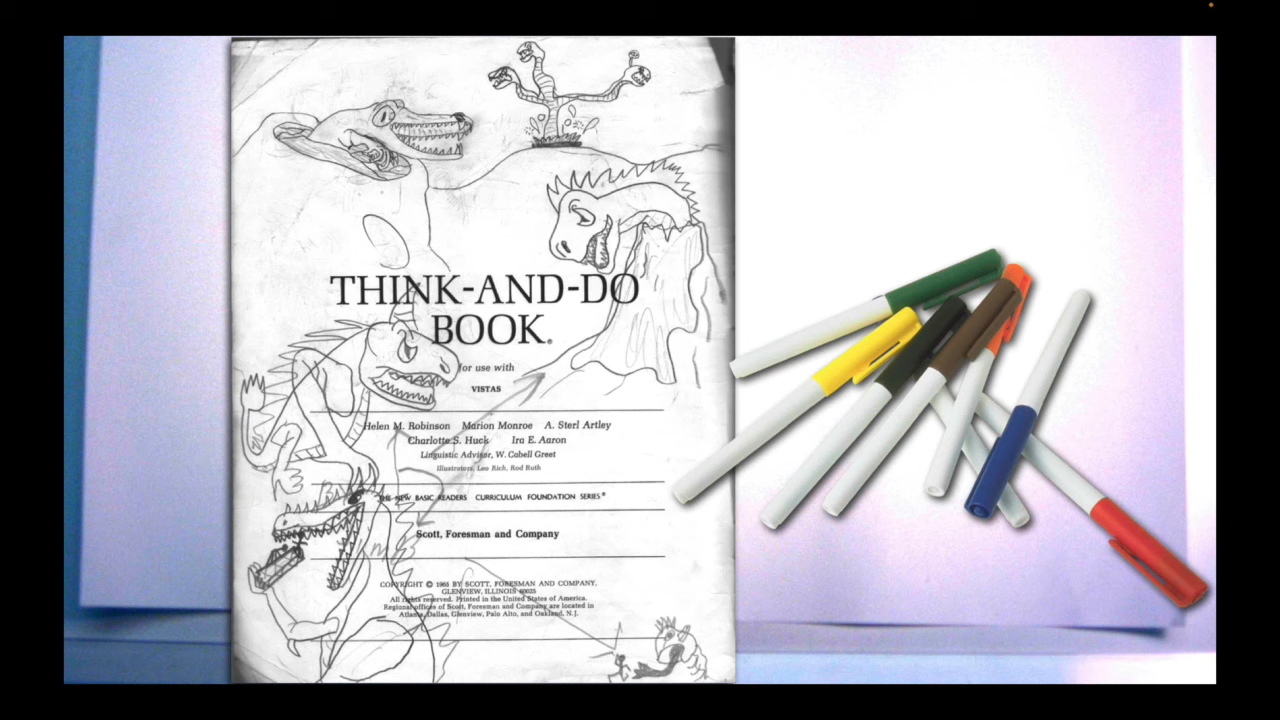 THINK-AND-DO
BOOK®
for use with
VISTAS
Helen M. Robinson Marion Monroe A. Sterl Artley
Charlotte S. Huck Ira E. Aaron
Linguistic Advisor, W. Cabell Greet
Illustrators, Leo Rich, Rod Ruth
THE NEW BASIC READERS CURRICULUM FOUNDATION SERIES®
Scott, Foresman and Company
COPYRIGHT © 1965 BY SCOTT, FORESMAN AND COMPANY,
GLENVIEW, ILLINOIS 60025
All rights reserved. Printed in the United States of America.
Regional offices of Scott, Foresman and Company are located in
Atlanta, Dallas, Glenview, Palo Alto, and Oakland, N.J.